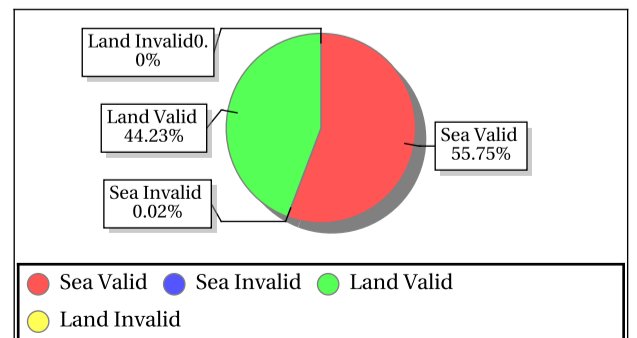 Land Invalid0.
0%
Land Valid
44.23%
Sea Valid
55.75%
Sea Invalid
0.02%
Sea Valid
Sea Invalid
Land Valid
Land Invalid